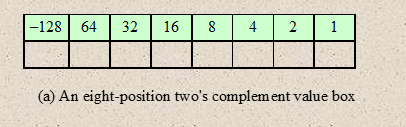 –128 64 32 16 8 4 2 1
(a) An eight-position two's complement value box